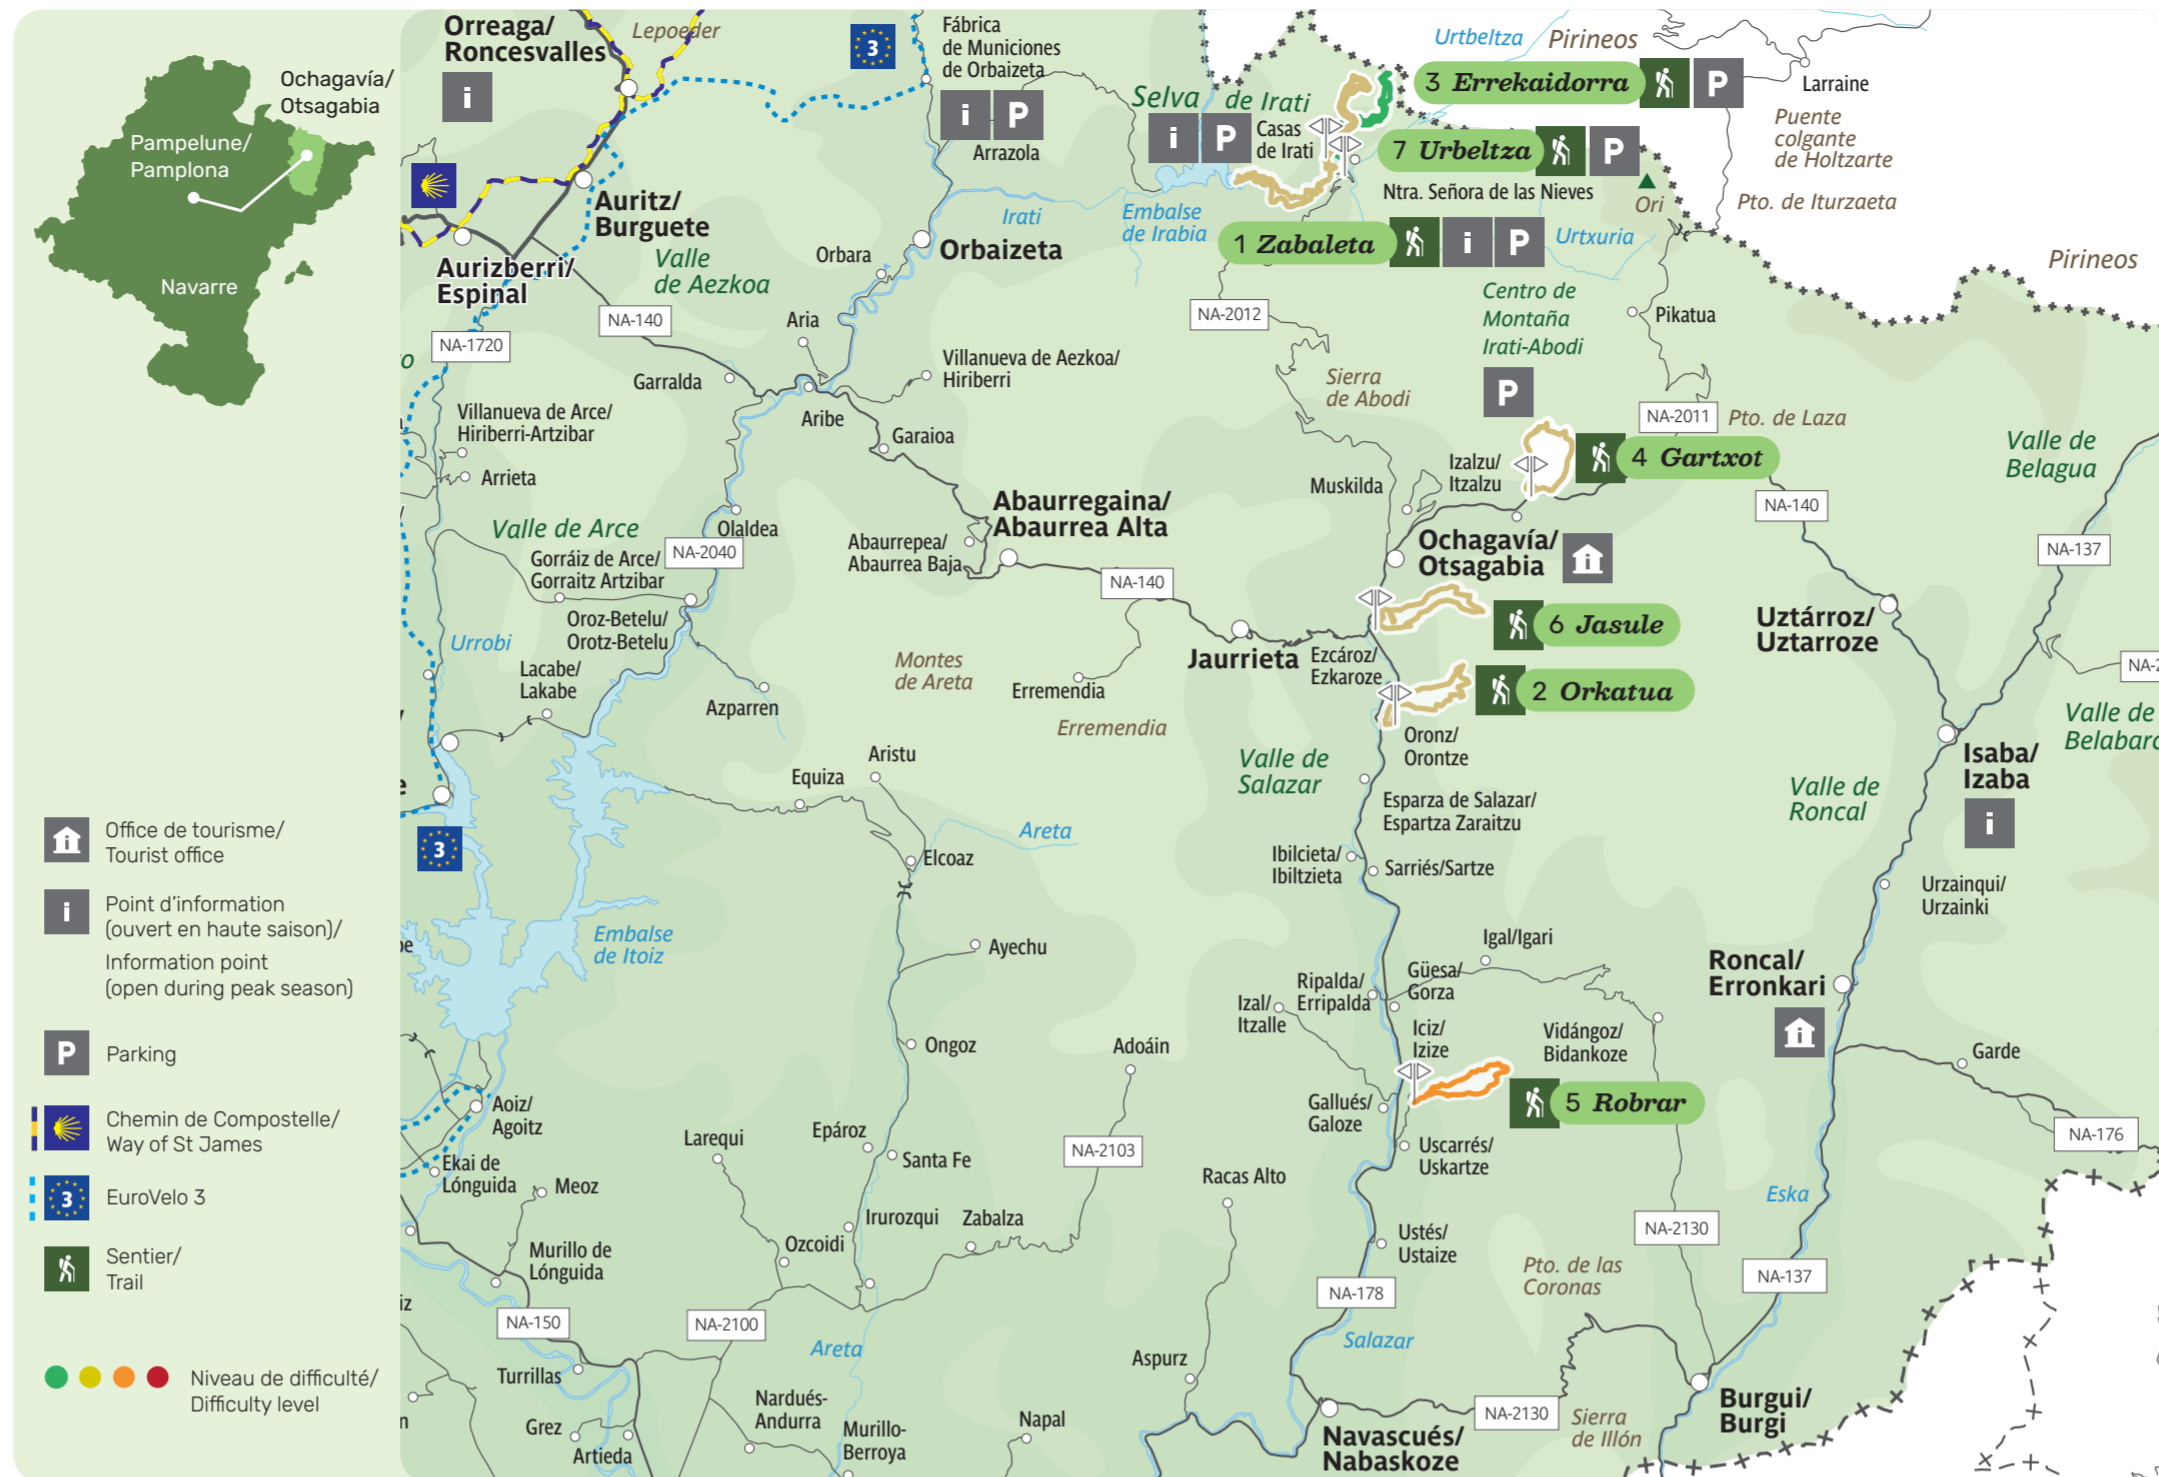 Ochagavía/
Otsagabia
Pampelune/
Pamplona
Navarre
Office de tourisme/
Tourist office
Point d'information
(ouvert en haute saison)/
Information point
(open during peak season)
Parking
Chemin de Compostelle/
Way of St James
EuroVelo 3
Sentier/
Trail
Niveau de difficulté/
Difficulty level
Orreaga/
Roncesvalles
Lepoeder
Fábrica
de Municiones
de Orbaizeta
Arrazola
Selva de Irati
Casas
de Irati
Urtbeltza
Pirineos
3 Errekaidorra
P
Larraine
Puente
colgante
de Holtzarte
7 Urbeltza
P
Ntra. Señora de las Nieves
Ori
Pto. de Iturzaeta
1 Zabaleta
i P
Urtxuria
Pirineos
Auritz/
Burguete
Aurizberri/
Espinal
Valle
de Aezkoa
Irati
Embalse
de Irabia
Orbara
Orbaizeta
NA-140
NA-1720
Aria
NA-2012
Centro de
Montaña
Irati-Abodi
P
Pikatua
Garralda
Villanueva de Aezkoa/
Hiriberri
Sierra
de Abodi
NA-2011
Pto. de Laza
Villanueva de Arce/
Hiriberri-Artzibar
Aribe
Garaioa
Arrieta
Izalzu/
Itzalzu
4 Gartxot
Valle de
Belagua
Muskilda
NA-140
NA-137
Abaurregaina/
Abaurrea Alta
Olaldea
Valle de Arce
NA-2040
Gorráiz de Arce/
Gorraitz Artzibar
Abaurrepea/
Abaurrea Baja
NA-140
Ochagavía/
Otsagabia
Oroz-Betelu/
Orotz-Betelu
Uztárroz/
Uztarroze
6 Jasule
Urrobi
Lacabe/
Lakabe
Montes
de Areta
Jaurrieta
Ezcároz/
Ezkaroze
Erremendia
2 Orkatua
Azparren
Erremendia
Oronz/
Orontze
Valle de
Salazar
Isaba/
Izaba
i
Valle de
Roncal
Aristu
Equiza
Areta
Esparza de Salazar/
Espartza Zaraitzu
Elcoaz
Ibilcieta/
Ibiltzieta
Sarriés/Sartze
Urzainqui/
Urzainki
3
Embalse
de Itoiz
Ayechu
Igal/Igari
Roncal/
Erronkari
Ripalda/
Erripalda
Güesa/
Gorza
Izal/
Itzalle
Iciz/
Izize
Vidángoz/
Bidankoze
Ongoz
Adoáin
Garde
5 Robrar
Aoiz/
Agoitz
Gallués/
Galoze
Larequi
Epároz
Santa Fe
NA-2103
Uscarrés/
Uskartze
NA-176
Ekai de
Lónguida
Meoz
Racas Alto
Eska
Irurozqui
Zabalza
Ozcoidi
Ustés/
Ustaize
NA-2130
Murillo de
Lónguida
Pto. de las
Coronas
NA-137
NA-178
NA-150
NA-2100
Areta
Salazar
Turrillas
Aspurz
Nardués-
Andurra
Grez
Artieda
Murillo-
Berroya
Napal
Navascués/
Nabaskoze
NA-2130
Sierra
de Illón
Burgui/
Burgi